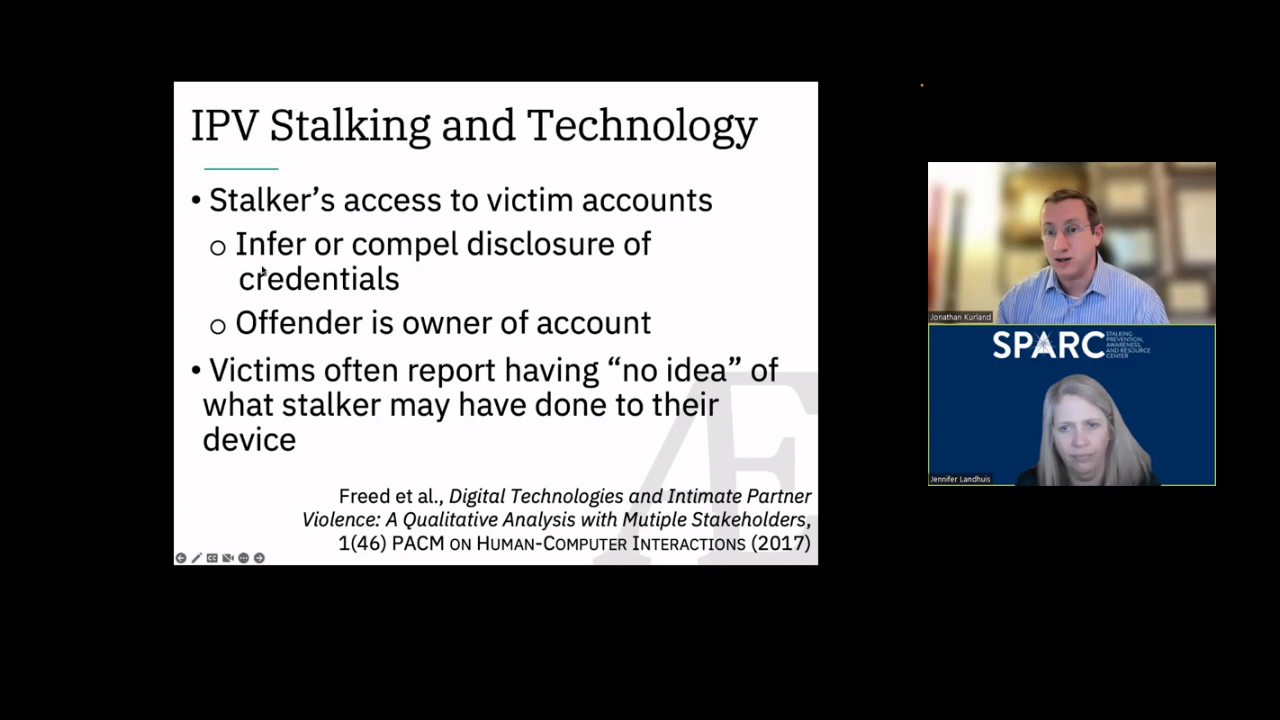 IPV Stalking and Technology
• Stalker’s access to victim accounts
o Infer or compel disclosure of
credentials
o Offender is owner of account
• Victims often report having “no idea” of
what stalker may have done to their
device
Freed et al., Digital Technologies and Intimate Partner
Violence: A Qualitative Analysis with Mutiple Stakeholders,
1(46) PACM ON HUMAN-COMPUTER INTERACTIONS (2017)
Æ
Jonathan Kurland
SPARC
STALKING
PREVENTION,
AWARENESS,
AND RESOURCE
CENTER
Jennifer Landhuis